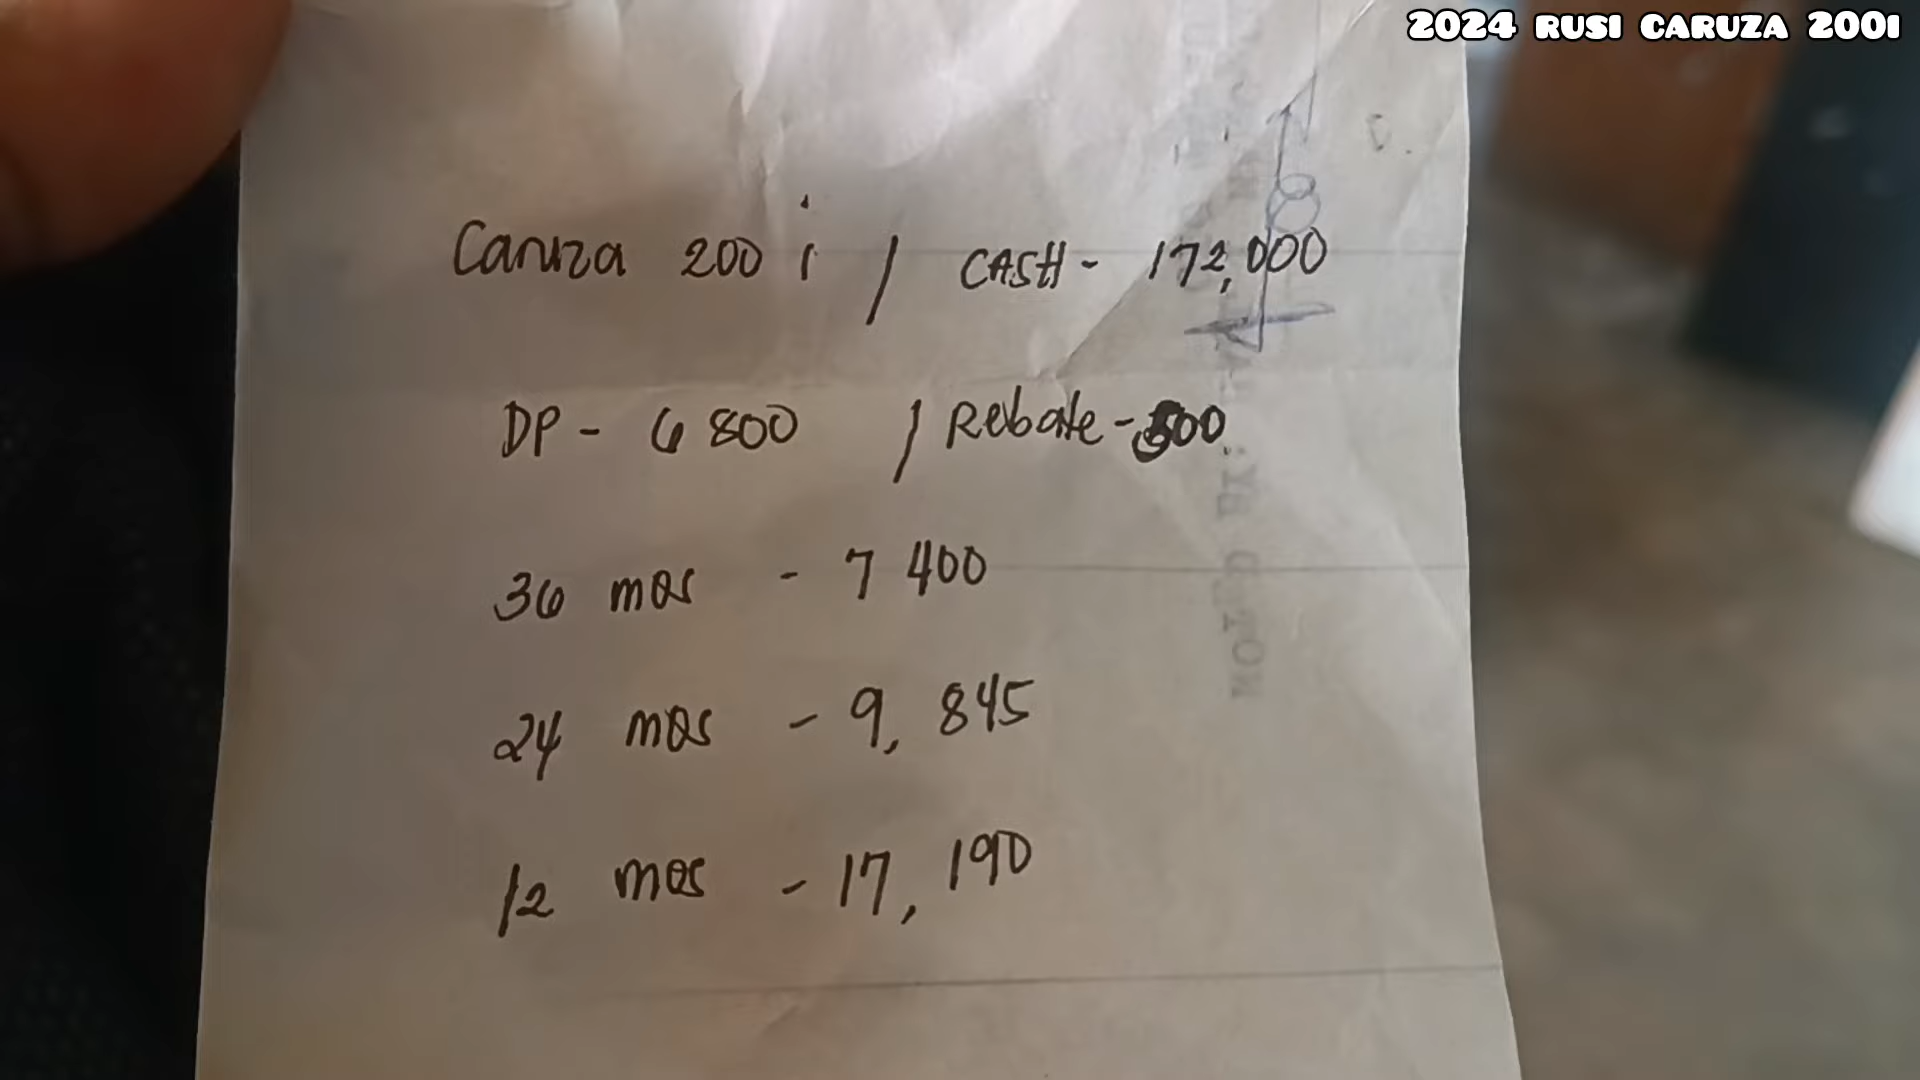 2024 RUSI CARUZA 200I
Caruza 200 i / CASH - 172,000
DP - 6 800 / Rebate - 500
36 mos - 7 400
24 mos - 9, 845
12 mos - 17, 190